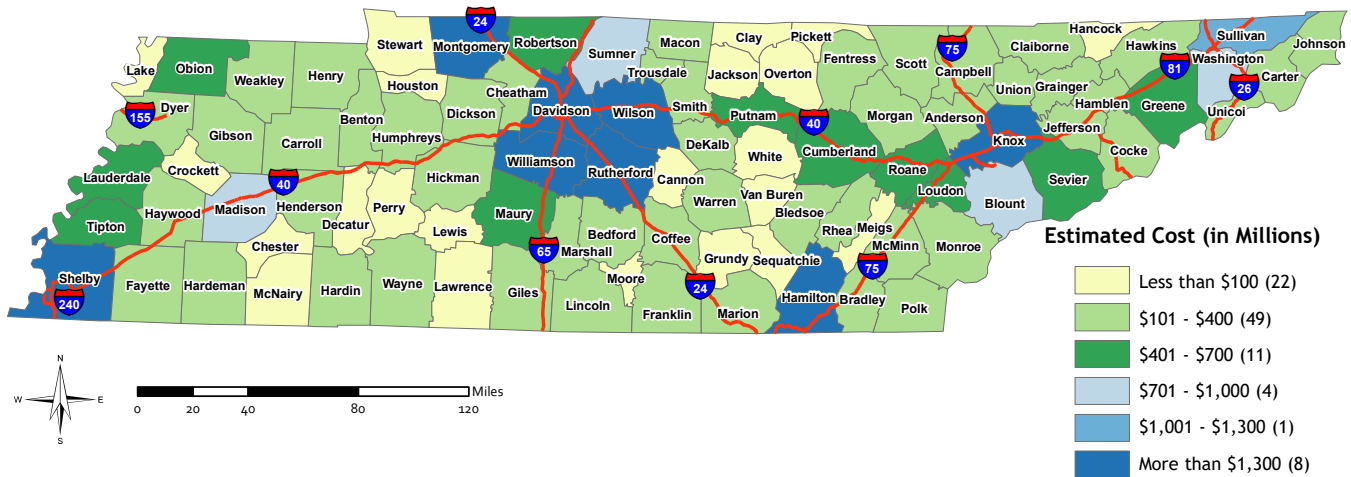 24
Stewart
Montgomery
Robertson
Sumner
Macon
Clay
Pickett
Hancock
Sullivan
Johnson
Lake
Obion
Weakley
Henry
Houston
Cheatham
Trousdale
Jackson
Overton
Fentress
Scott
75
Campbell
Claiborne
Hawkins
81
Washington
Carter
26
155
Dyer
Gibson
Carroll
Benton
Humphreys
Dickson
Davidson
Wilson
Smith
Putnam
40
Morgan
Anderson
Union
Grainger
Hamblen
Greene
Unicoi
Lauderdale
Crockett
40
Williamson
Rutherford
DeKalb
White
Cumberland
Roane
Knox
Jefferson
Cocke
Tipton
Haywood
Madison
Henderson
Decatur
Perry
Hickman
Maury
Cannon
Warren
Van Buren
Bledsoe
Rhea
Meigs
Loudon
Blount
Sevier
Shelby
240
Fayette
Hardeman
Chester
McNairy
Hardin
Wayne
Lewis
Lawrence
65
Giles
Marshall
Bedford
Moore
Lincoln
Coffee
Franklin
24
Grundy
Sequatchie
Marion
Hamilton
Bradley
75
McMinn
Monroe
Polk
Estimated Cost (in Millions)
Less than $100 (22)
$101 - $400 (49)
$401 - $700 (11)
$701 - $1,000 (4)
$1,001 - $1,300 (1)
More than $1,300 (8)
N
W
E
S
0 20 40 80 120
Miles